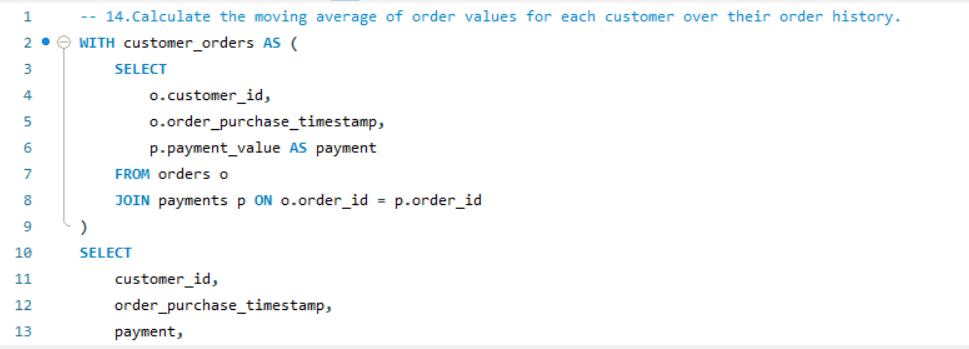 1 -- 14.Calculate the moving average of order values for each customer over their order history.
2 WITH customer_orders AS (
3 SELECT
4 o.customer_id,
5 o.order_purchase_timestamp,
6 p.payment_value AS payment
7 FROM orders o
8 JOIN payments p ON o.order_id = p.order_id
9 )
10 SELECT
11 customer_id,
12 order_purchase_timestamp,
13 payment,